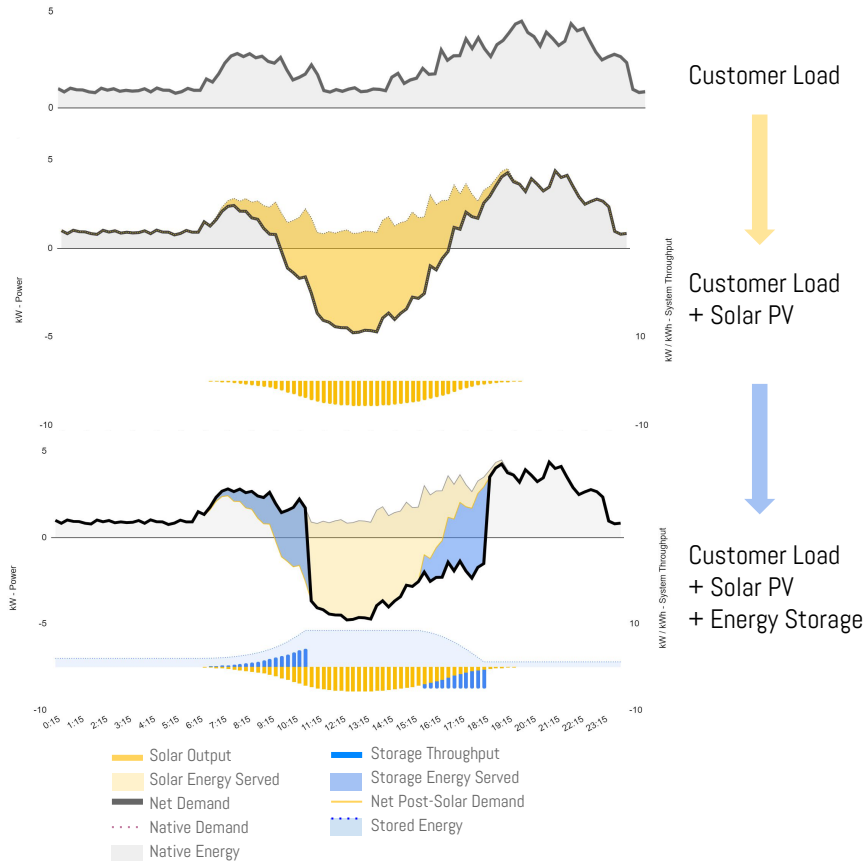 5
0
Customer Load
5
0
-5
-10
kW - Power
10
-10
kW / kWh - System Throughput
Customer Load
+ Solar PV
5
0
-5
-10
kW - Power
10
-10
kW / kWh - System Throughput
Customer Load
+ Solar PV
+ Energy Storage
0:15 1:15 2:15 3:15 4:15 5:15 6:15 7:15 8:15 9:15 10:15 11:15 12:15 13:15 14:15 15:15 16:15 17:15 18:15 19:15 20:15 21:15 22:15 23:15
Solar Output
Solar Energy Served
Net Demand
Native Demand
Native Energy
Storage Throughput
Storage Energy Served
Net Post-Solar Demand
Stored Energy